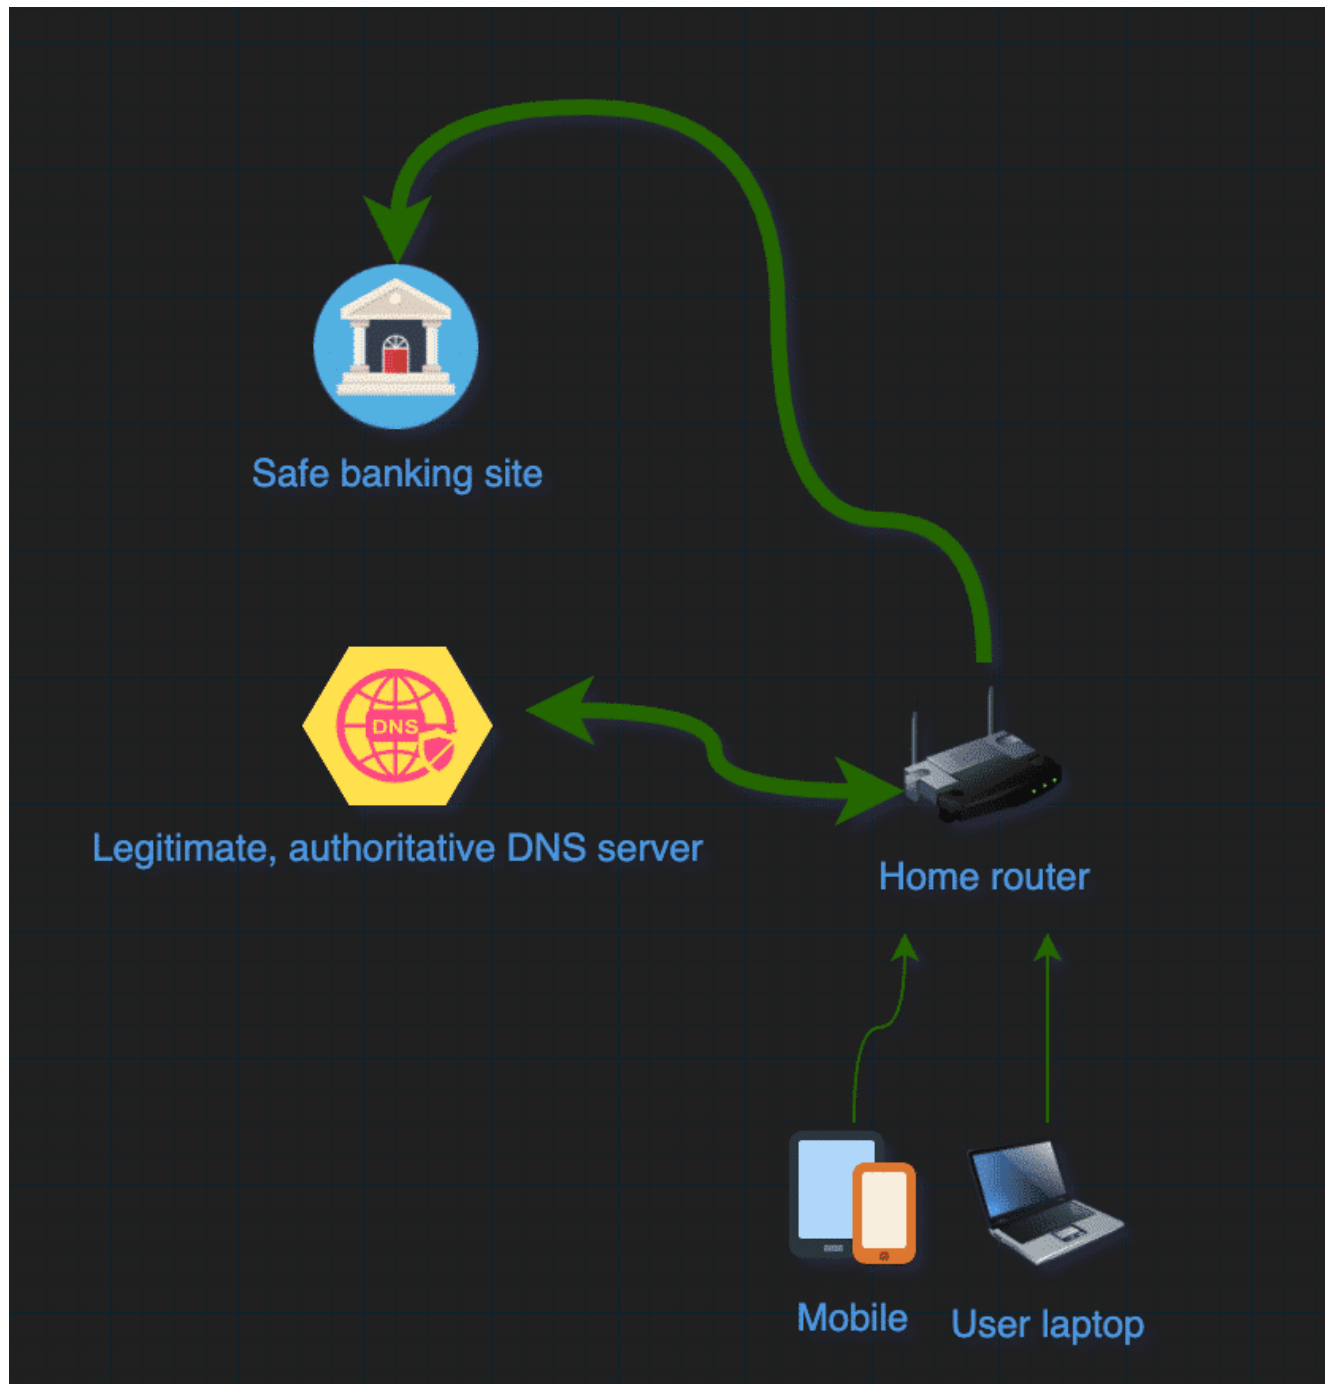 Safe banking site
DNS
Legitimate, authoritative DNS server
Home router
Mobile
User laptop